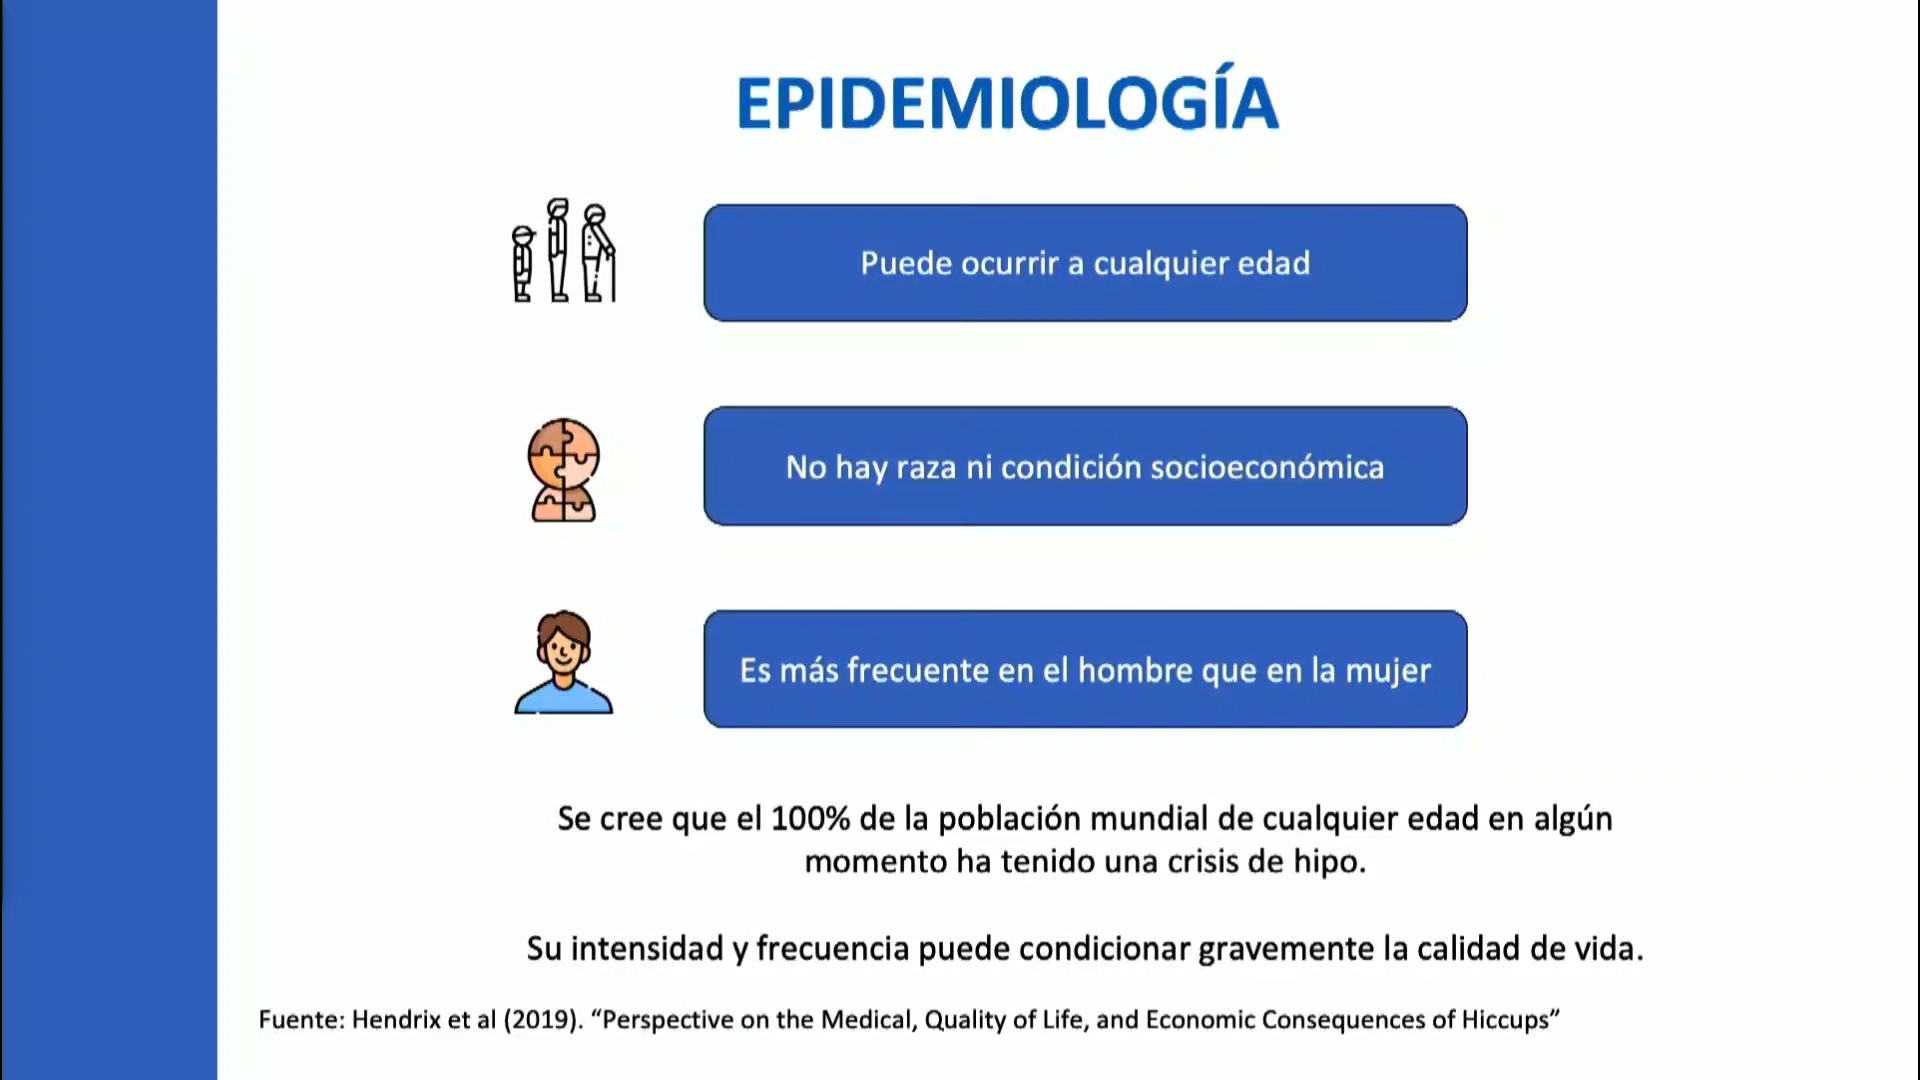 EPIDEMIOLOGÍA
Puede ocurrir a cualquier edad
No hay raza ni condición socioeconómica
Es más frecuente en el hombre que en la mujer
Se cree que el 100% de la población mundial de cualquier edad en algún
momento ha tenido una crisis de hipo.
Su intensidad y frecuencia puede condicionar gravemente la calidad de vida.
Fuente: Hendrix et al (2019). “Perspective on the Medical, Quality of Life, and Economic Consequences of Hiccups”